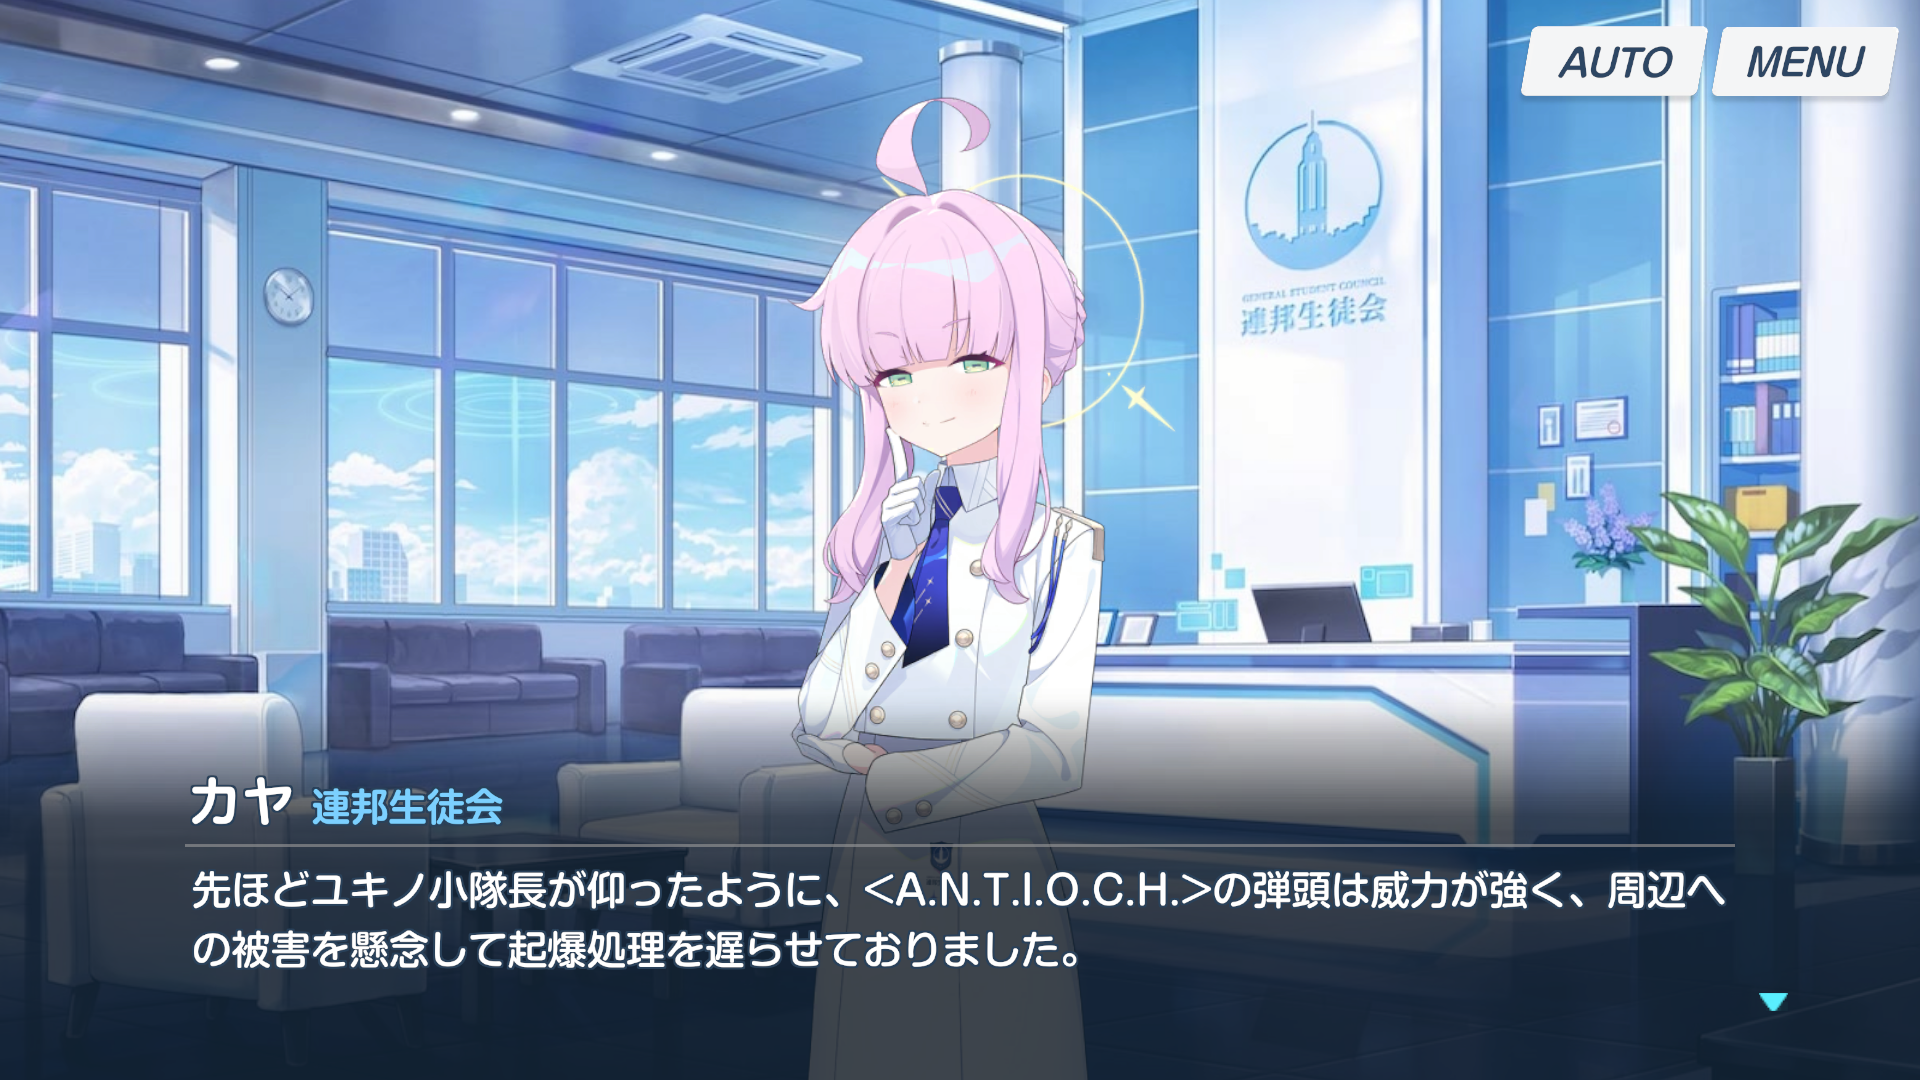 AUTO
MENU
GENERAL STUDENT COUNCIL
連邦生徒会
カヤ 連邦生徒会
先ほどユキノ小隊長が仰ったように、<A.N.T.I.O.C.H.>の弾頭は威力が強く、周辺へ
の被害を懸念して起爆処理を遅らせておりました。